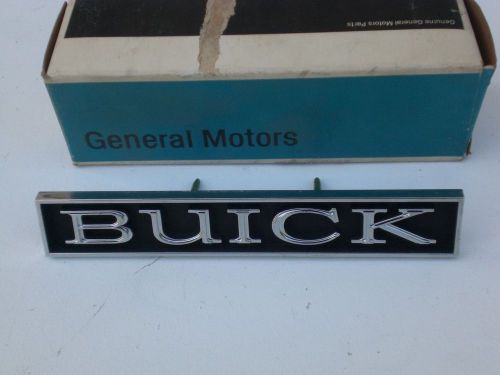 Genuine General Motors Parts
General Motors
BUICK